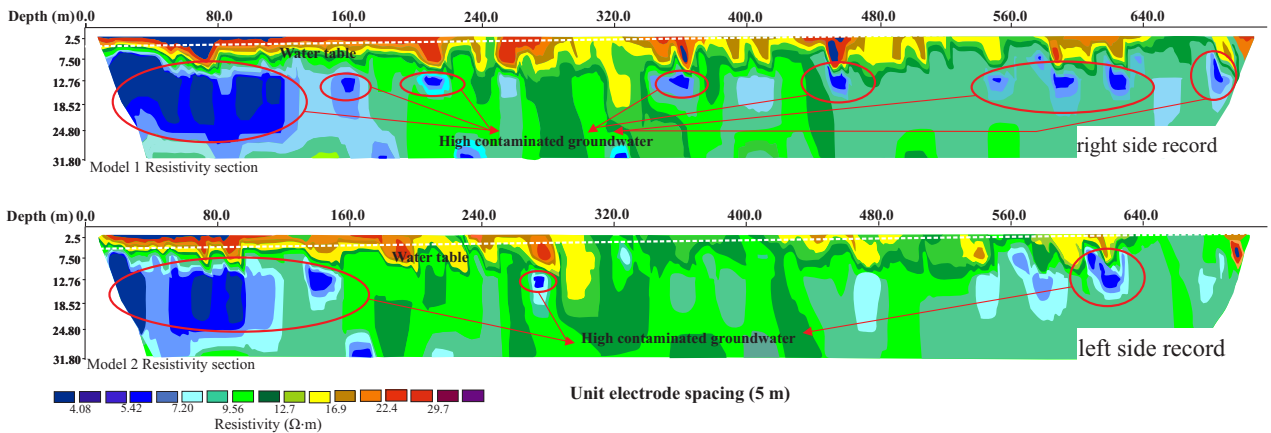 Depth (m) 0.0 80.0 160.0 240.0 320.0 400.0 480.0 560.0 640.0
2.5
Water table
7.50
12.76
18.52
24.80
High contaminated groundwater
right side record
31.80
Model 1 Resistivity section
Depth (m) 0.0 80.0 160.0 240.0 320.0 400.0 480.0 560.0 640.0
2.5
Water table
7.50
12.76
18.52
24.80
High contaminated groundwater
left side record
31.80
Model 2 Resistivity section
Unit electrode spacing (5 m)
4.08 5.42 7.20 9.56 12.7 16.9 22.4 29.7
Resistivity (Ω·m)